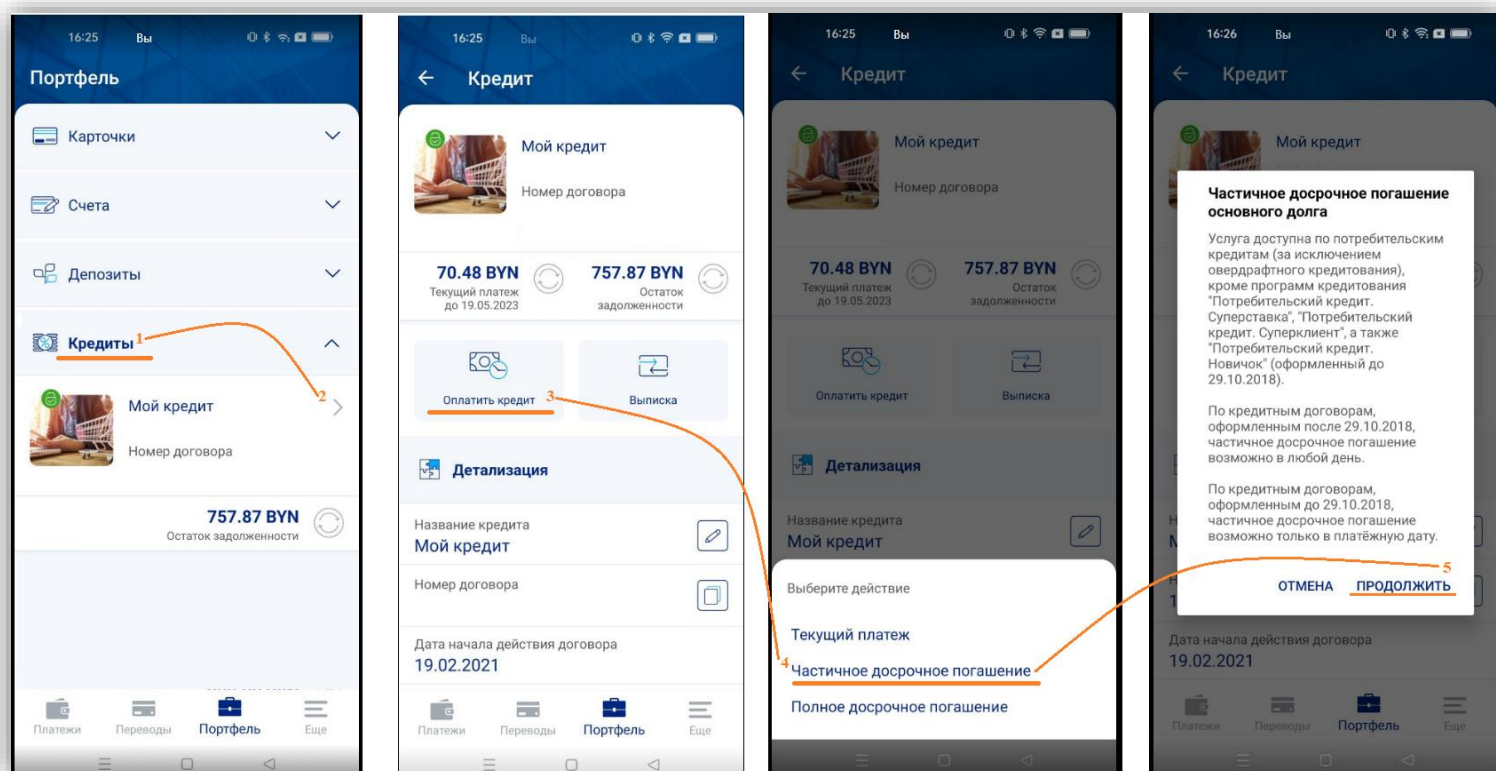 16:25 Вы
Портфель
Карточки
Счета
Депозиты
Кредиты 1
2
Мой кредит
Номер договора
757.87 BYN
Остаток задолженности
Платежи Переводы Портфель Еще
16:25 Вы
Кредит
Мой кредит
Номер договора
70.48 BYN 757.87 BYN
Текущий платеж Остаток
до 19.05.2023 задолженности
Оплатить кредит 3 Выписка
Детализация
Название кредита
Мой кредит
Номер договора
Дата начала действия договора
19.02.2021
Платежи Переводы Портфель Еще
16:25 Вы
Кредит
Мой кредит
Номер договора
70.48 BYN 757.87 BYN
Текущий платеж Остаток
до 19.05.2023 задолженности
Оплатить кредит Выписка
Детализация
Название кредита
Мой кредит
Выберите действие
Текущий платеж
4 Частичное досрочное погашение
Полное досрочное погашение
16:26 Вы
Кредит
Мой кредит
Частичное досрочное погашение
основного долга
Услуга доступна по потребительским
кредитам (за исключением
овердрафтного кредитования),
кроме программ кредитования
"Потребительский кредит.
Суперставка", "Потребительский
кредит. Суперклиент", а также
"Потребительский кредит.
Новичок" (оформленный до
29.10.2018).
По кредитным договорам,
оформленным после 29.10.2018,
частичное досрочное погашение
возможно в любой день.
По кредитным договорам,
оформленным до 29.10.2018,
частичное досрочное погашение
возможно только в платёжную дату.
5
ОТМЕНА ПРОДОЛЖИТЬ
Дата начала действия договора
19.02.2021
Платежи Переводы Портфель Еще